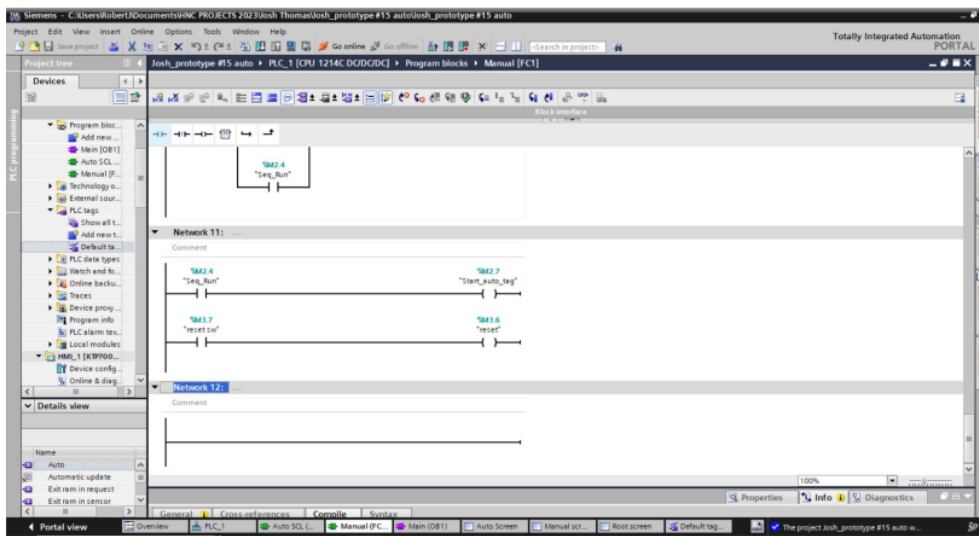 Siemens - C:\Users\RobertJ\Documents\HNC PROJECTS 2023\Josh Thomas\Josh_prototype #15 auto\Josh_prototype #15 auto
Project Edit View Insert Online Options Tools Window Help
Totally Integrated Automation
PORTAL
Save project
Go online
Go offline
<Search in project>
Project tree
Josh_prototype #15 auto ▸ PLC_1 [CPU 1214C DC/DC/DC] ▸ Program blocks ▸ Manual [FC1]
Devices
PLC programming
Block interface
Program bloc...
Add new ...
Main [OB1]
Auto SCL ...
Manual [F...
Technology o...
External sour...
PLC tags
Show all t...
Add new t...
Default ta...
PLC data types
Watch and fo...
Online backu...
Traces
Device proxy ...
Program info
PLC alarm tex...
Local modules
HMI_1 [KTP700...
Device config...
Online & diag...
%M2.4
"Seq_Run"
Network 11: ....
Comment
%M2.4
"Seq_Run"
%M2.7
"Start_auto_tag"
%M3.7
"reset sw"
%M3.6
"reset"
Network 12: ....
Comment
Details view
Name
Auto
Automatic update
Exit ram in request
Exit ram in sensor
100%
Properties
Info
Diagnostics
General
Cross-references
Compile
Syntax
Portal view
Overview
PLC_1
Auto SCL (...
Manual (FC...
Main (OB1)
Auto Screen
Manual scr...
Root screen
Default tag...
The project Josh_prototype #15 auto w...